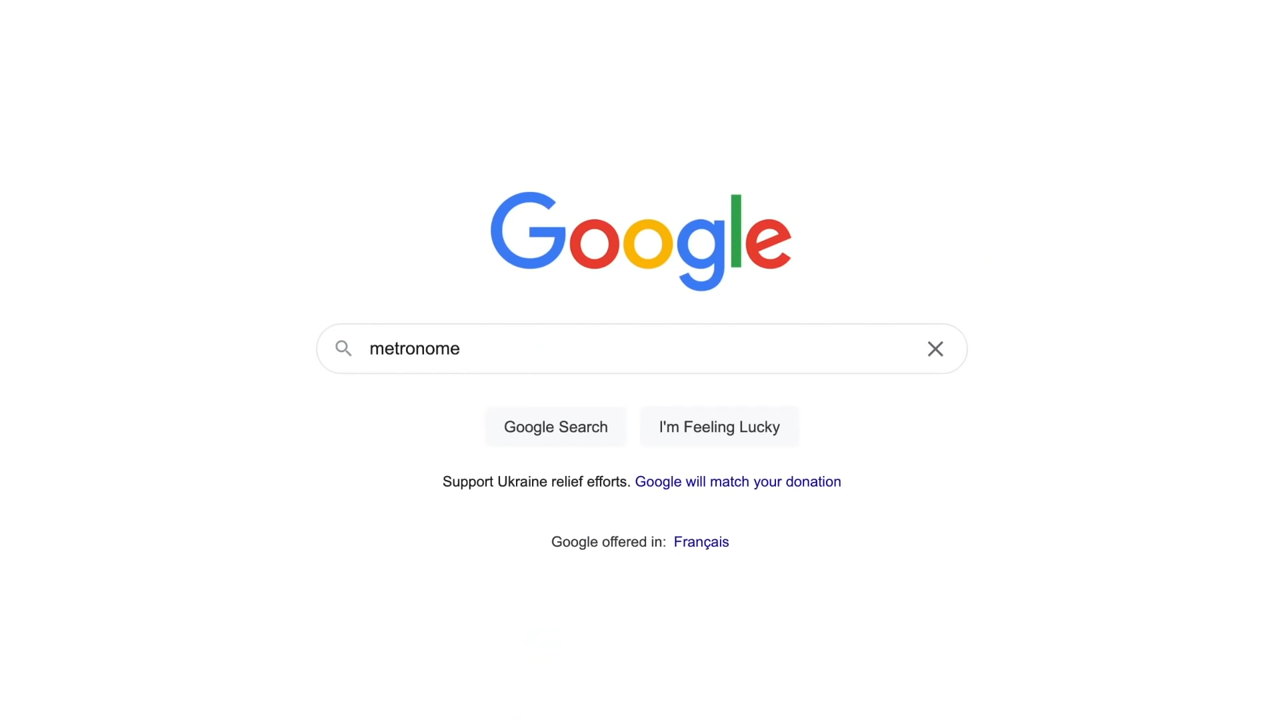 Google
metronome
Google Search
I'm Feeling Lucky
Support Ukraine relief efforts. Google will match your donation
Google offered in: Français